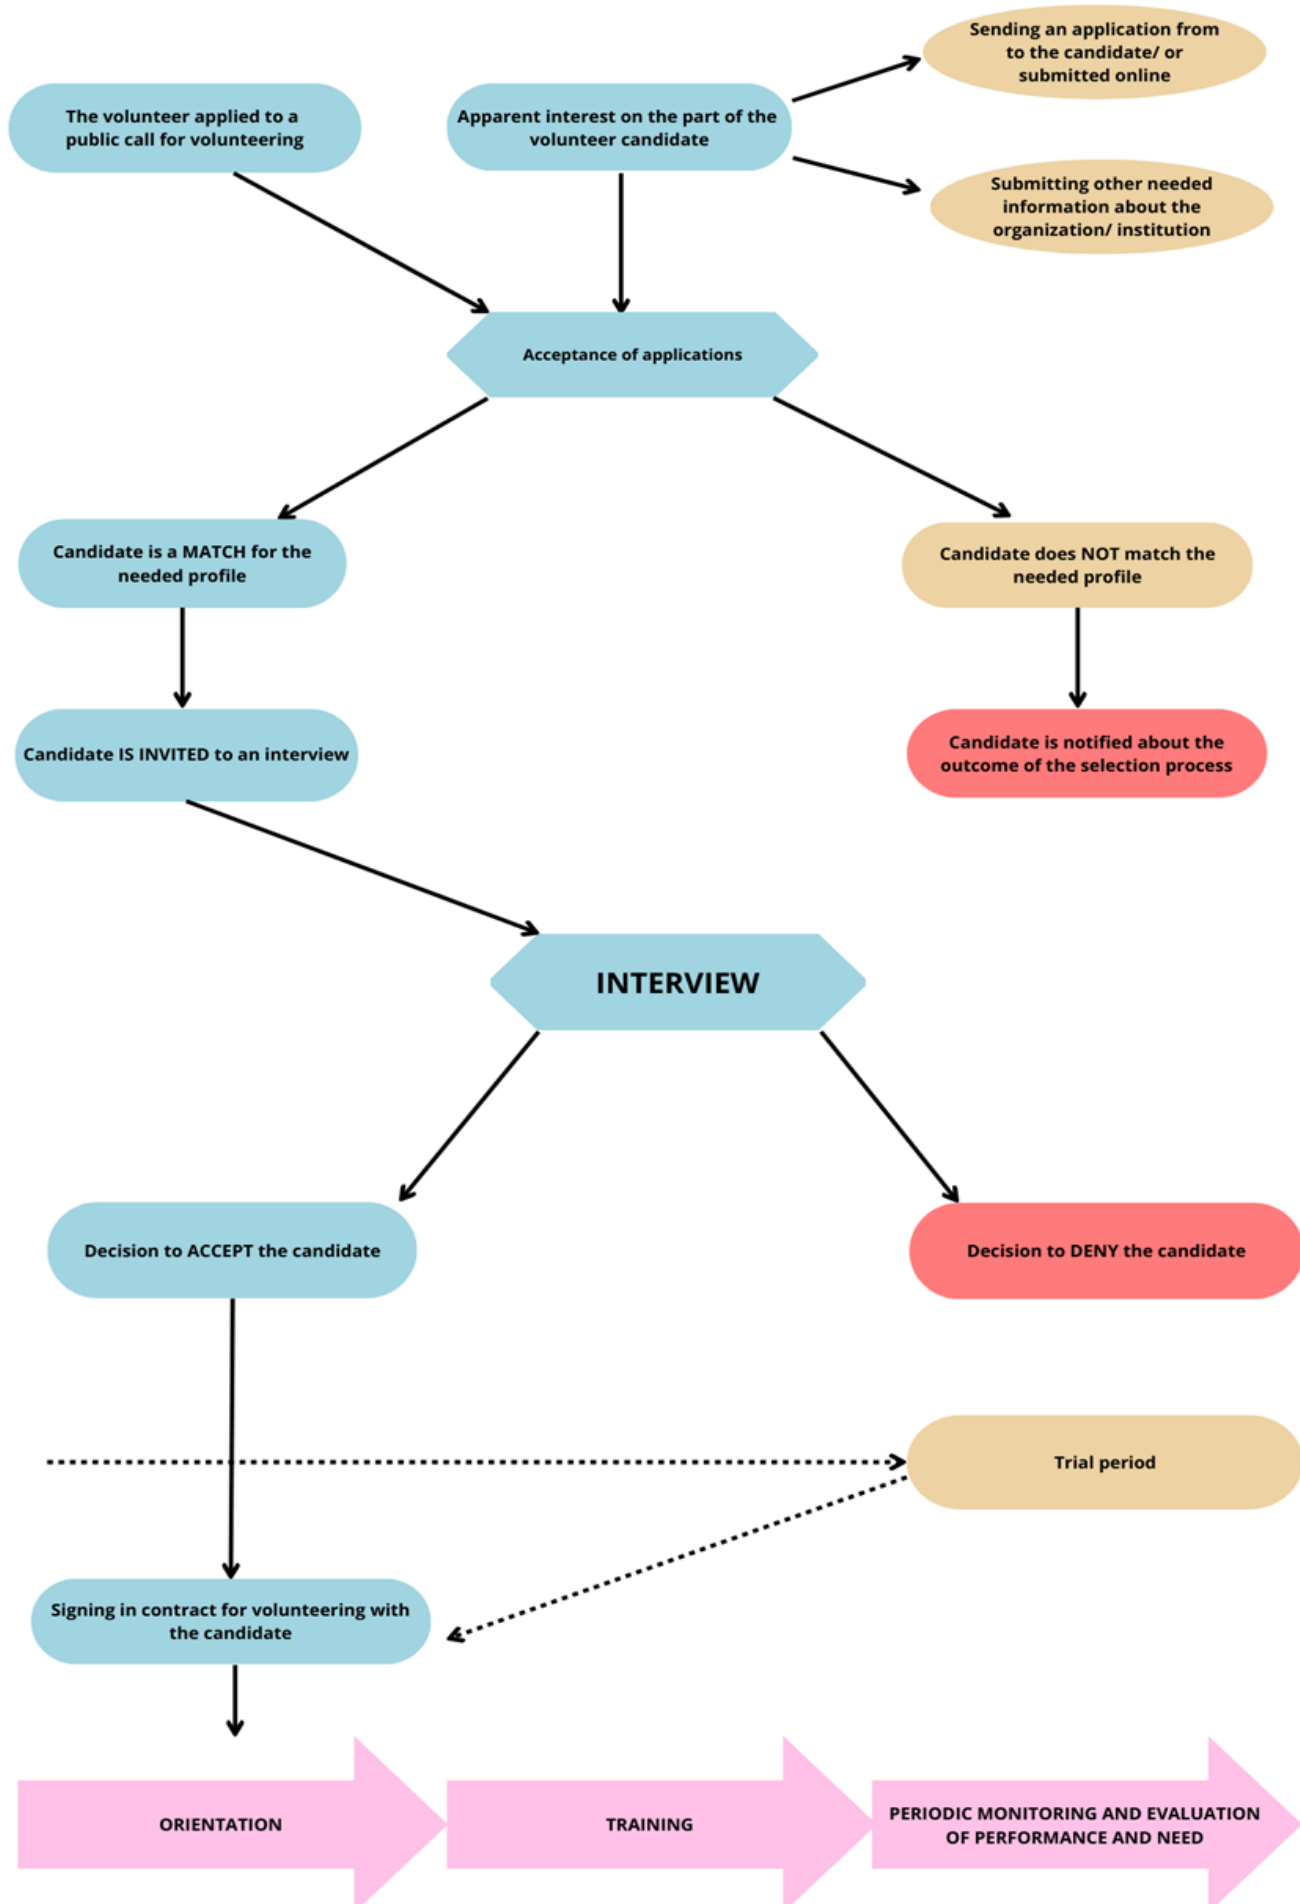 Sending an application from
to the candidate/ or
submitted online
The volunteer applied to a
public call for volunteering
Apparent interest on the part of the
volunteer candidate
Submitting other needed
information about the
organization/ institution
Acceptance of applications
Candidate is a MATCH for the
needed profile
Candidate does NOT match the
needed profile
Candidate IS INVITED to an interview
Candidate is notified about the
outcome of the selection process
INTERVIEW
Decision to ACCEPT the candidate
Decision to DENY the candidate
Trial period
Signing in contract for volunteering with
the candidate
ORIENTATION
TRAINING
PERIODIC MONITORING AND EVALUATION
OF PERFORMANCE AND NEED